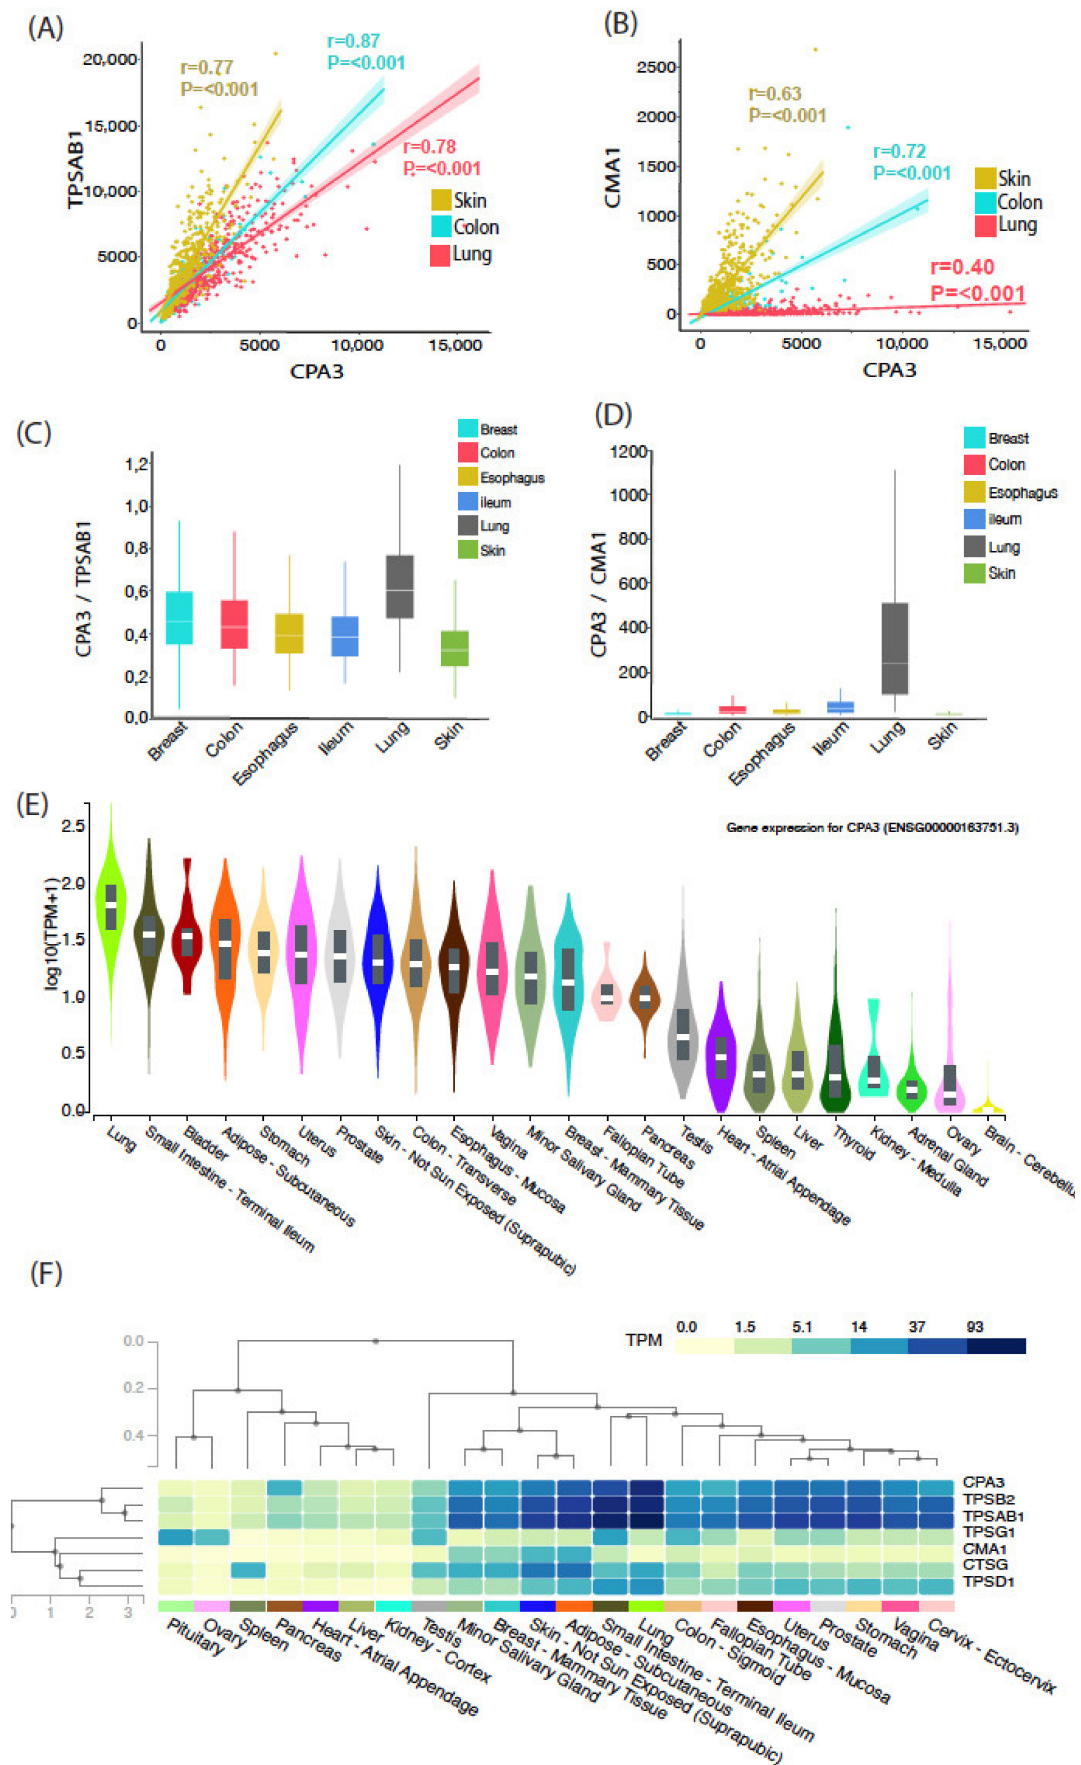 (A)
TPSAB1
20,000
15,000
10,000
5000
0
r=0.77
P=<0.001
r=0.87
P=<0.001
r=0.78
P=<0.001
Skin
Colon
Lung
0 5000 10,000 15,000
CPA3
(B)
CMA1
2500
2000
1500
1000
500
0
r=0.63
P=<0.001
r=0.72
P=<0.001
Skin
Colon
Lung
r=0.40
P=<0.001
0 5000 10,000 15,000
CPA3
(C)
CPA3 / TPSAB1
1,2
1,0
0,8
0,6
0,4
0,2
0,0
Breast
Colon
Esophagus
ileum
Lung
Skin
Breast
Colon
Esophagus
Ileum
Lung
Skin
(D)
CPA3 / CMA1
1200
1000
800
600
400
200
0
Breast
Colon
Esophagus
ileum
Lung
Skin
Breast
Colon
Esophagus
Ileum
Lung
Skin
(E)
Gene expression for CPA3 (ENSG00000163751.3)
log10(TPM+1)
2.5
2.0
1.5
1.0
0.5
0.0
Lung
Small Intestine - Terminal Ileum
Bladder
Adipose - Subcutaneous
Stomach
Uterus
Prostate
Skin - Not Sun Exposed (Suprapubic)
Colon - Transverse
Esophagus - Mucosa
Vagina
Minor Salivary Gland
Breast - Mammary Tissue
Fallopian Tube
Pancreas
Testis
Heart - Atrial Appendage
Spleen
Liver
Thyroid
Kidney - Medulla
Adrenal Gland
Ovary
Brain - Cerebellu
(F)
TPM
0.0 1.5 5.1 14 37 93
0.0
0.2
0.4
CPA3
TPSB2
TPSAB1
TPSG1
CMA1
CTSG
TPSD1
0 1 2 3
Pituitary
Ovary
Spleen
Pancreas
Heart - Atrial Appendage
Liver
Kidney - Cortex
Testis
Minor Salivary Gland
Breast - Mammary Tissue
Skin - Not Sun Exposed (Suprapubic)
Adipose - Subcutaneous
Small Intestine - Terminal Ileum
Lung
Colon - Sigmoid
Fallopian Tube
Esophagus - Mucosa
Uterus
Prostate
Stomach
Vagina
Cervix - Ectocervix